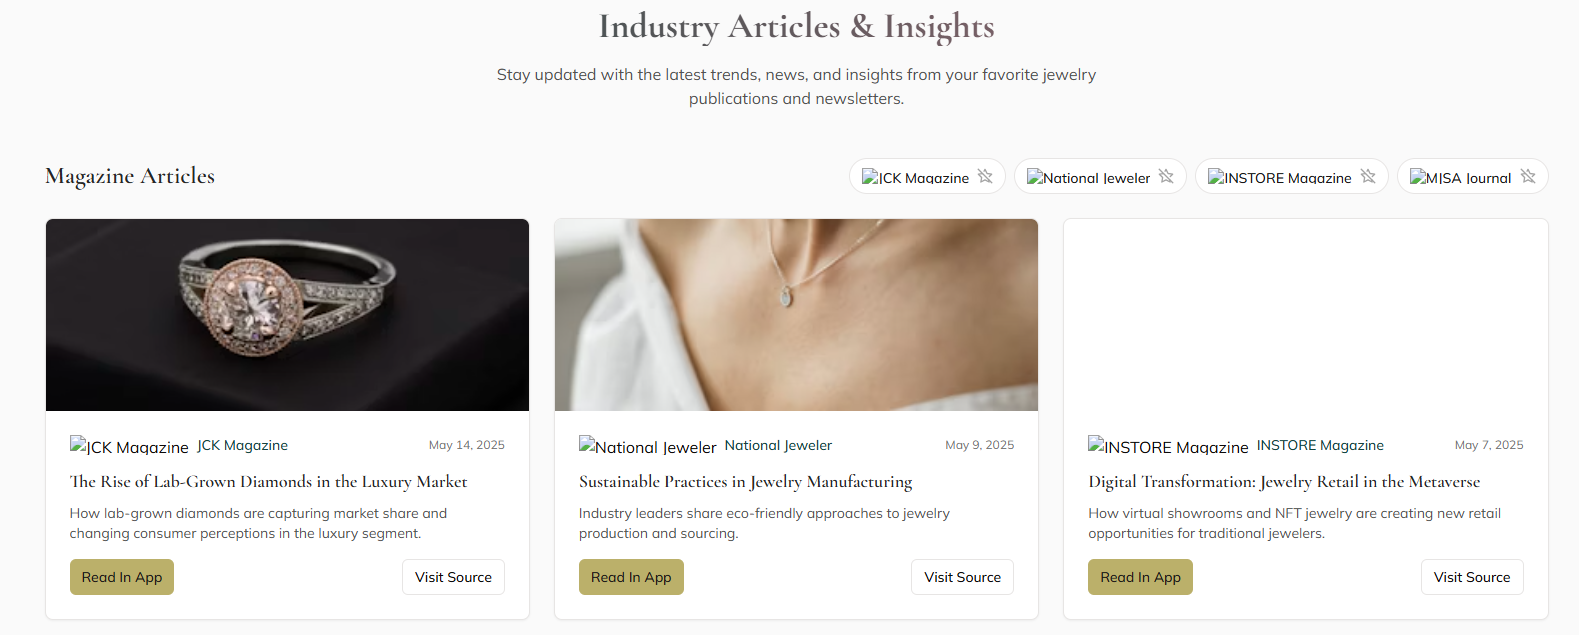 Industry Articles & Insights
Stay updated with the latest trends, news, and insights from your favorite jewelry
publications and newsletters.
Magazine Articles
JCK Magazine
National Jeweler
INSTORE Magazine
MJSA Journal
JCK Magazine JCK Magazine May 14, 2025
The Rise of Lab-Grown Diamonds in the Luxury Market
How lab-grown diamonds are capturing market share and
changing consumer perceptions in the luxury segment.
Read In App
Visit Source
National Jeweler National Jeweler May 9, 2025
Sustainable Practices in Jewelry Manufacturing
Industry leaders share eco-friendly approaches to jewelry
production and sourcing.
Read In App
Visit Source
INSTORE Magazine INSTORE Magazine May 7, 2025
Digital Transformation: Jewelry Retail in the Metaverse
How virtual showrooms and NFT jewelry are creating new retail
opportunities for traditional jewelers.
Read In App
Visit Source